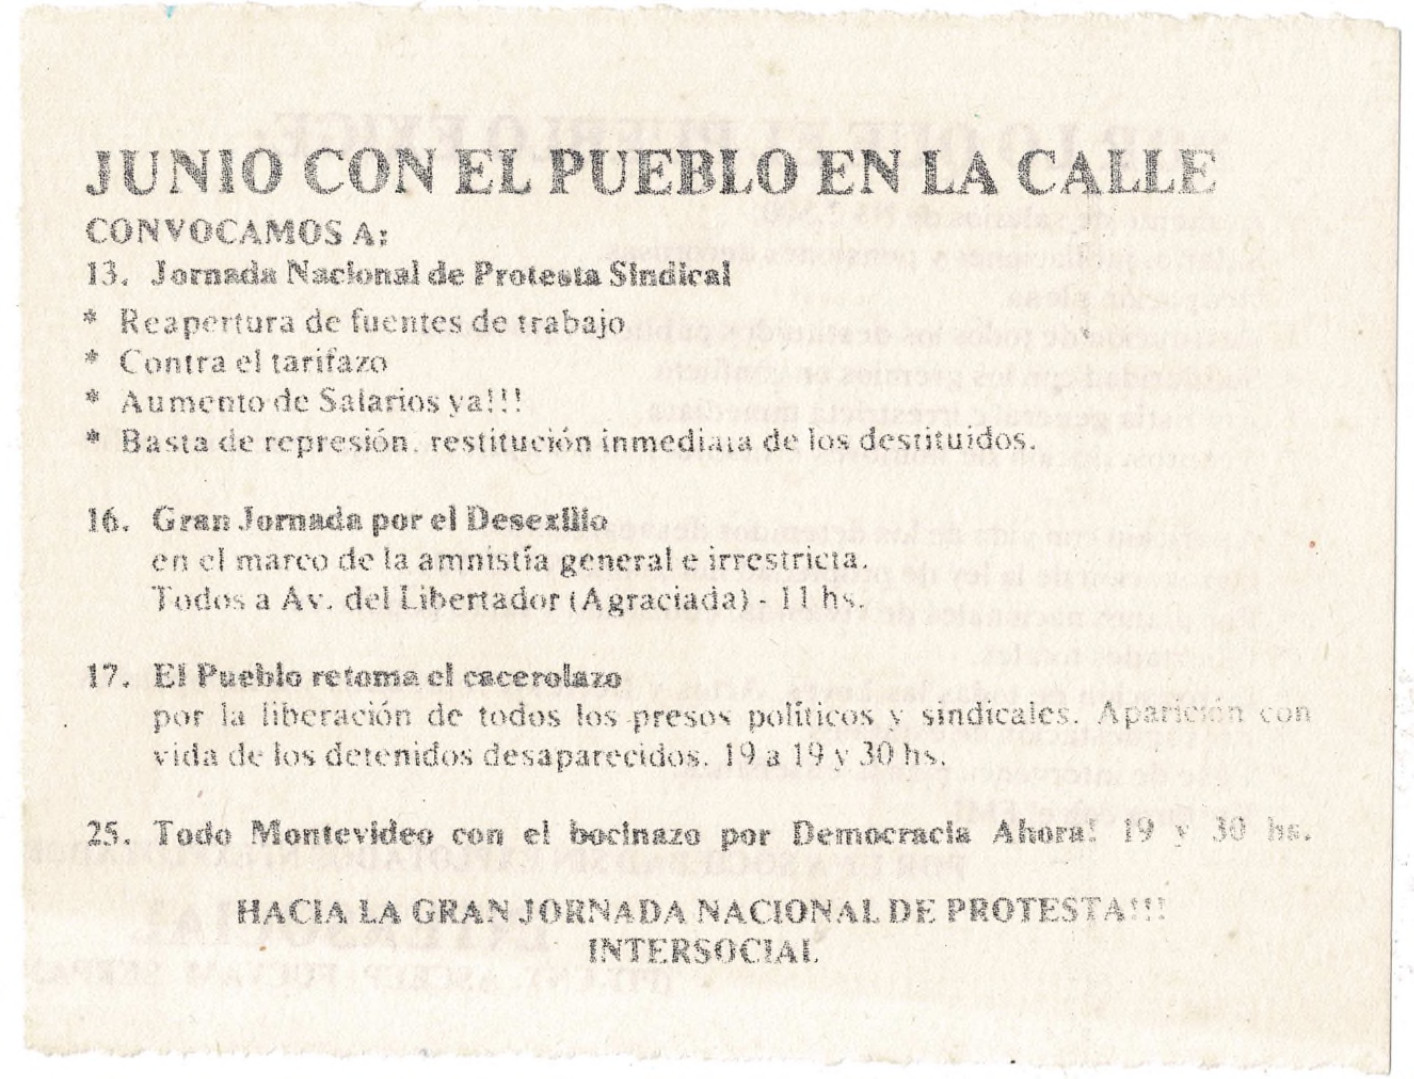 JUNIO CON EL PUEBLO EN LA CALLE
CONVOCAMOS A:
13. Jornada Nacional de Protesta Sindical
* Reapertura de fuentes de trabajo
* Contra el tarifazo
* Aumento de Salarios ya!!!
* Basta de represión. restitución inmediata de los destituidos.
16. Gran Jornada por el Desexilio
en el marco de la amnistía general e irrestricta.
Todos a Av. del Libertador (Agraciada) - 11 hs.
17. El Pueblo retoma el cacerolazo
por la liberación de todos los presos políticos y sindicales. Aparición con
vida de los detenidos desaparecidos. 19 a 19 y 30 hs.
25. Todo Montevideo con el bocinazo por Democracia Ahora! 19 y 30 hs.
HACIA LA GRAN JORNADA NACIONAL DE PROTESTA!!!
INTERSOCIAL